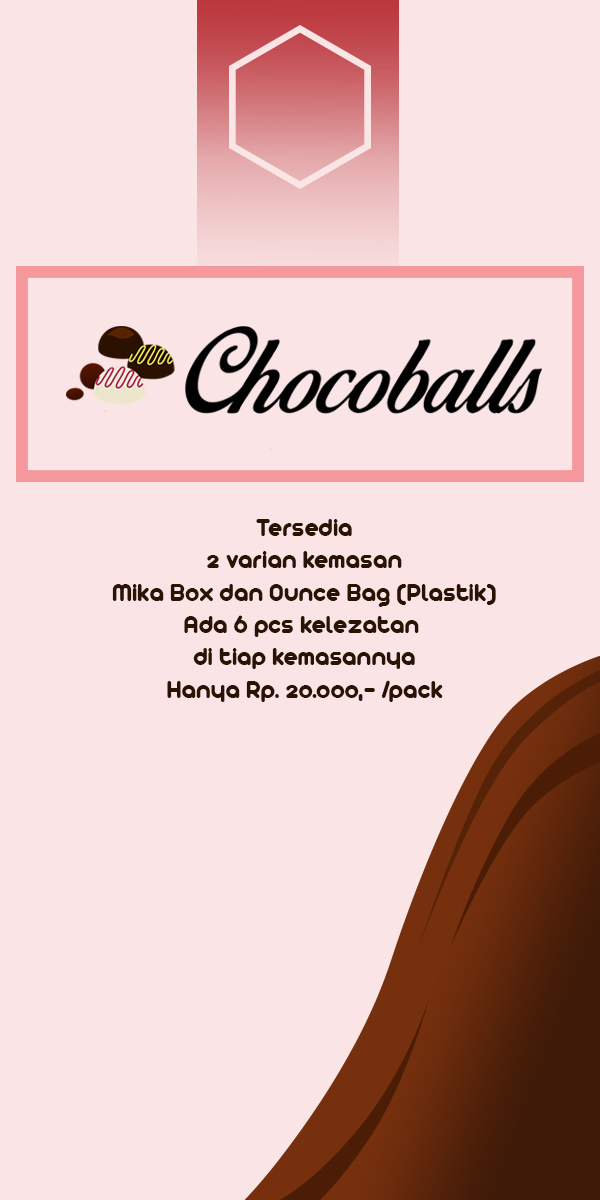 Chocoballs
Tersedia
2 varian kemasan
Mika Box dan Ounce Bag (Plastik)
Ada 6 pcs kelezatan
di tiap kemasannya
Hanya Rp. 20.000,- /pack